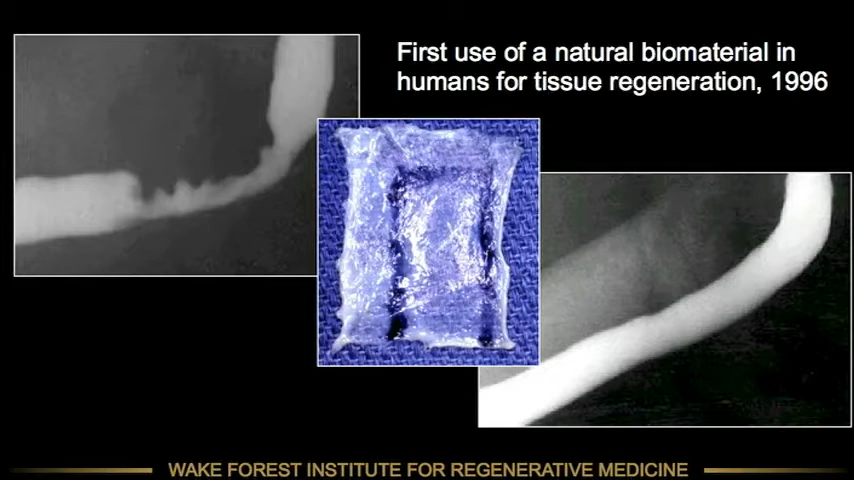 First use of a natural biomaterial in
humans for tissue regeneration, 1996
WAKE FOREST INSTITUTE FOR REGENERATIVE MEDICINE